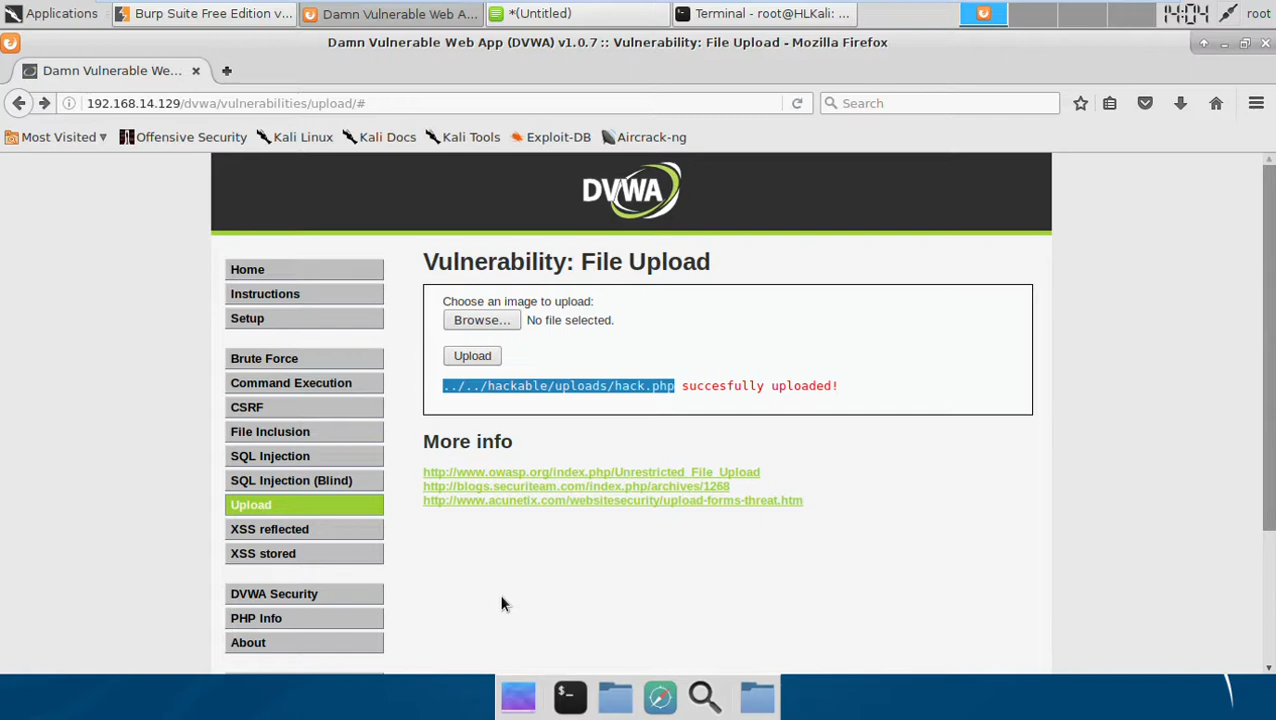 Applications
Burp Suite Free Edition v...
Damn Vulnerable Web A...
*(Untitled)
Terminal - root@HLKali: ...
14:04
root
Damn Vulnerable Web App (DVWA) v1.0.7 :: Vulnerability: File Upload - Mozilla Firefox
Damn Vulnerable We...
192.168.14.129/dvwa/vulnerabilities/upload/#
Search
Most Visited
Offensive Security
Kali Linux
Kali Docs
Kali Tools
Exploit-DB
Aircrack-ng
DVWA
Home
Instructions
Setup
Brute Force
Command Execution
CSRF
File Inclusion
SQL Injection
SQL Injection (Blind)
Upload
XSS reflected
XSS stored
DVWA Security
PHP Info
About
Vulnerability: File Upload
Choose an image to upload:
Browse... No file selected.
Upload
../../hackable/uploads/hack.php succesfully uploaded!
More info
http://www.owasp.org/index.php/Unrestricted_File_Upload
http://blogs.securiteam.com/index.php/archives/1268
http://www.acunetix.com/websitesecurity/upload-forms-threat.htm
$_